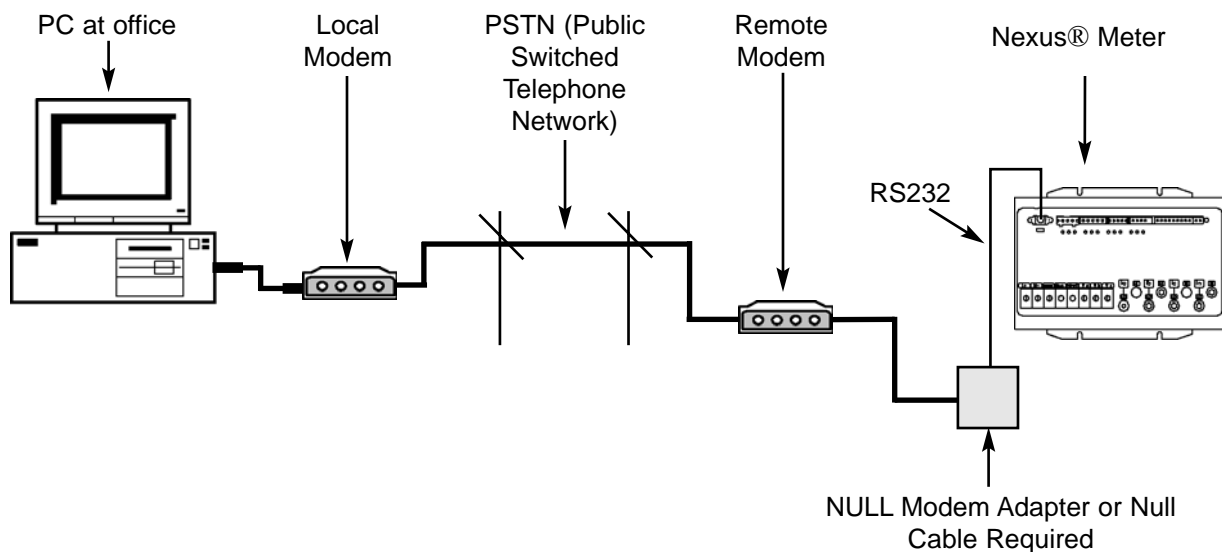 PC at office
Local
Modem
PSTN (Public
Switched
Telephone
Network)
Remote
Modem
Nexus® Meter
RS232
NULL Modem Adapter or Null
Cable Required